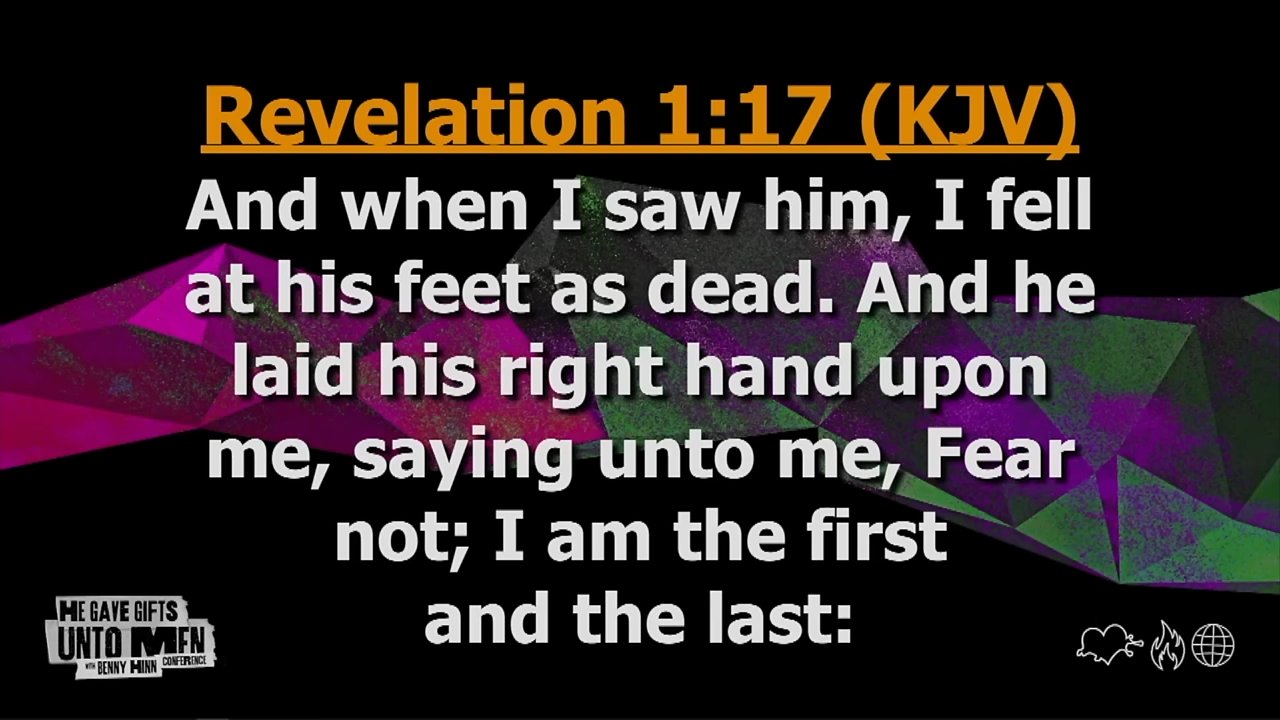 Revelation 1:17 (KJV)
And when I saw him, I fell
at his feet as dead. And he
laid his right hand upon
me, saying unto me, Fear
not; I am the first
and the last:
HE GAVE GIFTS
UNTO MEN
WITH BENNY HINN CONFERENCE